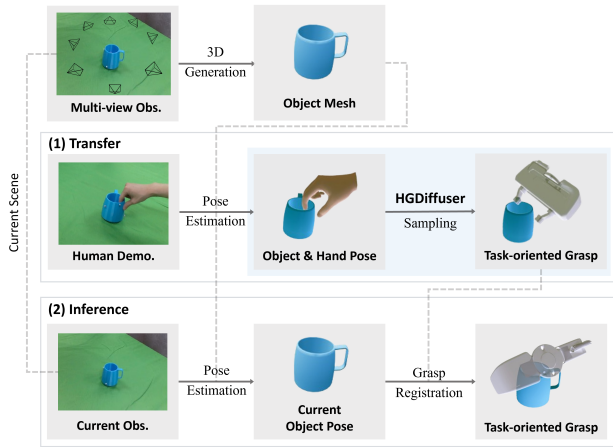 3D
Generation
Multi-view Obs.
Object Mesh
(1) Transfer
Current Scene
Pose
Estimation
HGDiffuser
Sampling
Human Demo.
Object & Hand Pose
Task-oriented Grasp
(2) Inference
Pose
Estimation
Grasp
Registration
Current Obs.
Current
Object Pose
Task-oriented Grasp